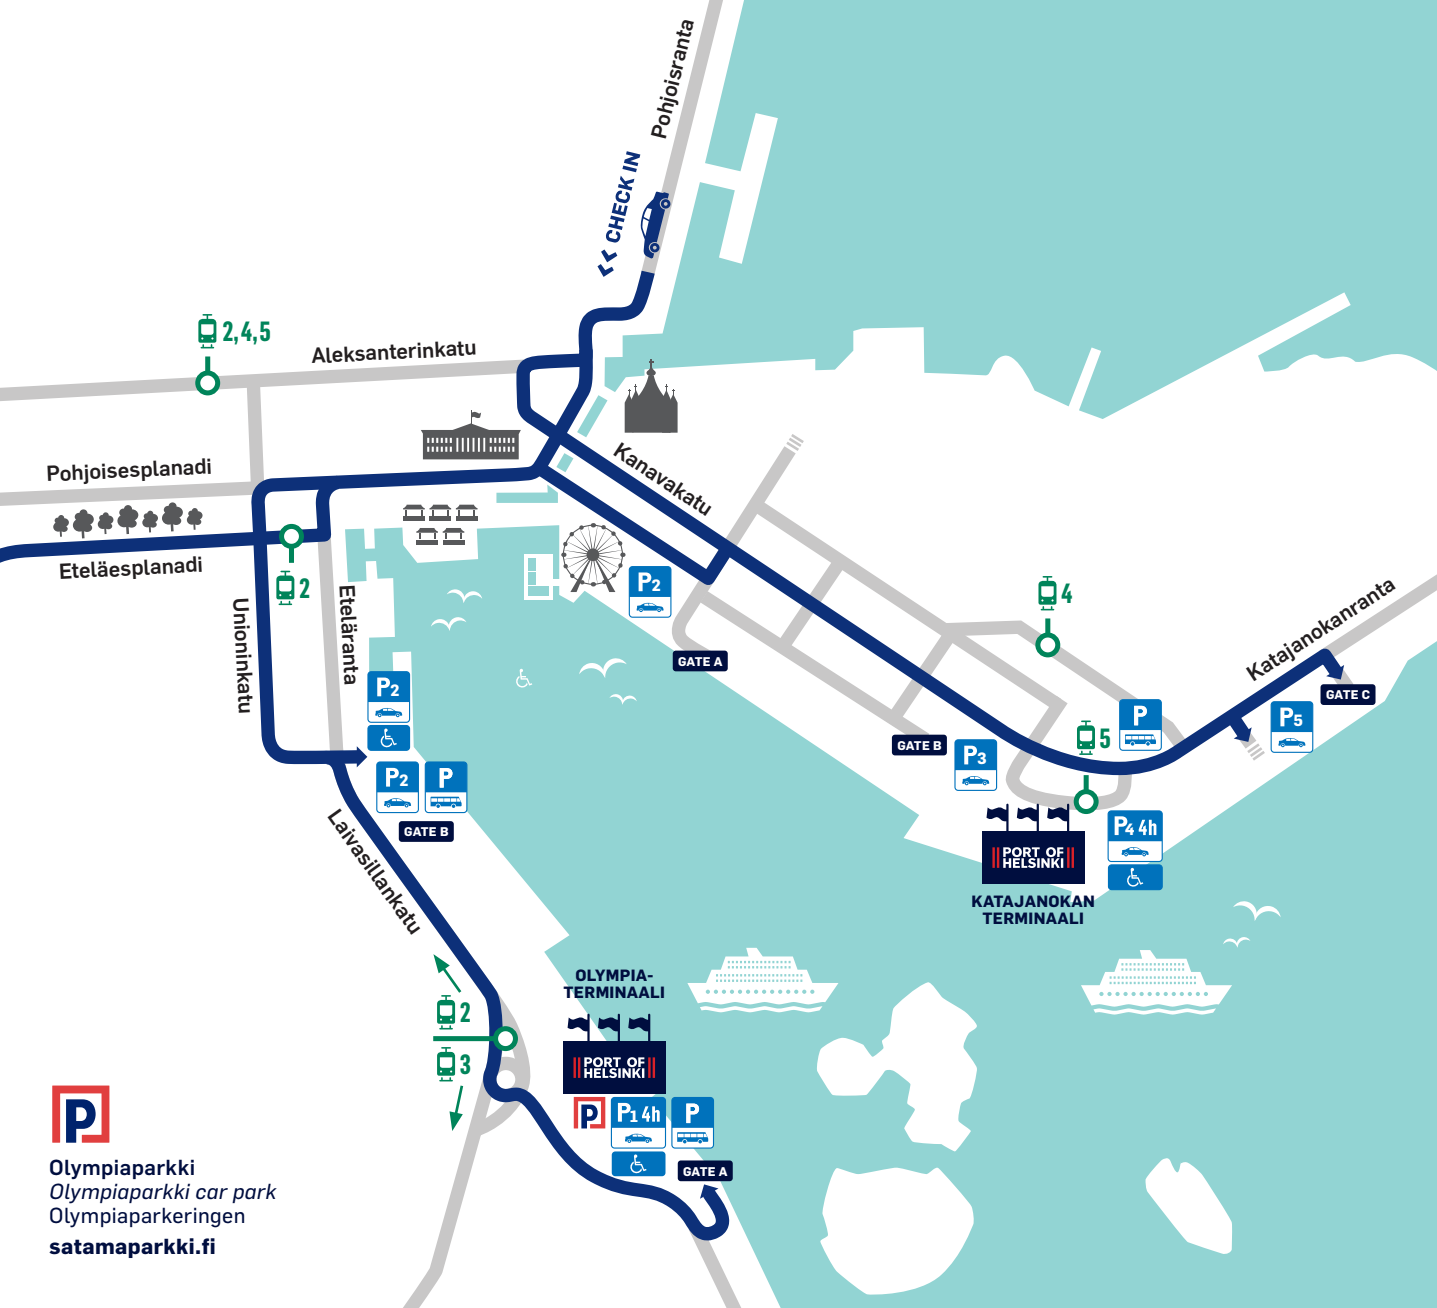 Pohjoisranta
CHECK IN
2,4,5
Aleksanterinkatu
Pohjoisesplanadi
Kanavakatu
Eteläesplanadi
2
P2
Unioninkatu
Eteläranta
4
Katajanokanranta
GATE A
GATE C
P2
P
5
P5
GATE B
P3
P2
P
GATE B
P4 4h
PORT OF
HELSINKI
Laivasillankatu
KATAJANOKAN
TERMINAALI
OLYMPIA-
TERMINAALI
2
3
PORT OF
HELSINKI
P
P1 4h
P
GATE A
P
Olympiaparkki
Olympiaparkki car park
Olympiaparkeringen
satamaparkki.fi